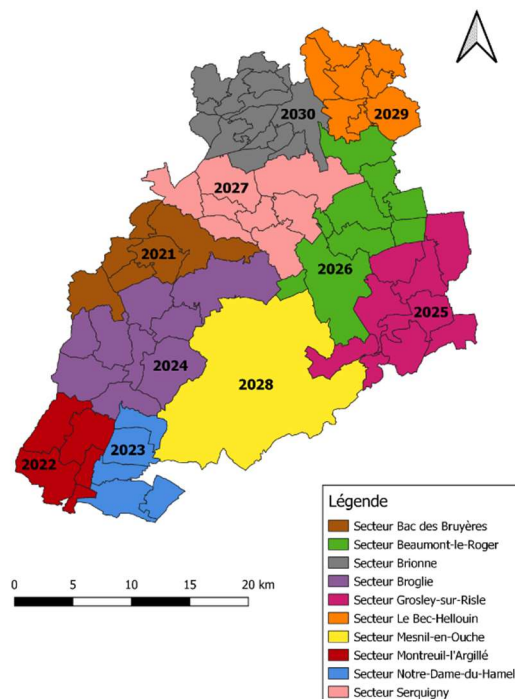 2029
2030
2027
2021
2026
2025
2024
2028
2023
2022
Légende
Secteur Bac des Bruyères
Secteur Beaumont-le-Roger
Secteur Brionne
Secteur Broglie
Secteur Grosley-sur-Risle
Secteur Le Bec-Hellouin
Secteur Mesnil-en-Ouche
Secteur Montreuil-l'Argillé
Secteur Notre-Dame-du-Hamel
Secteur Serquigny
0 5 10 15 20 km